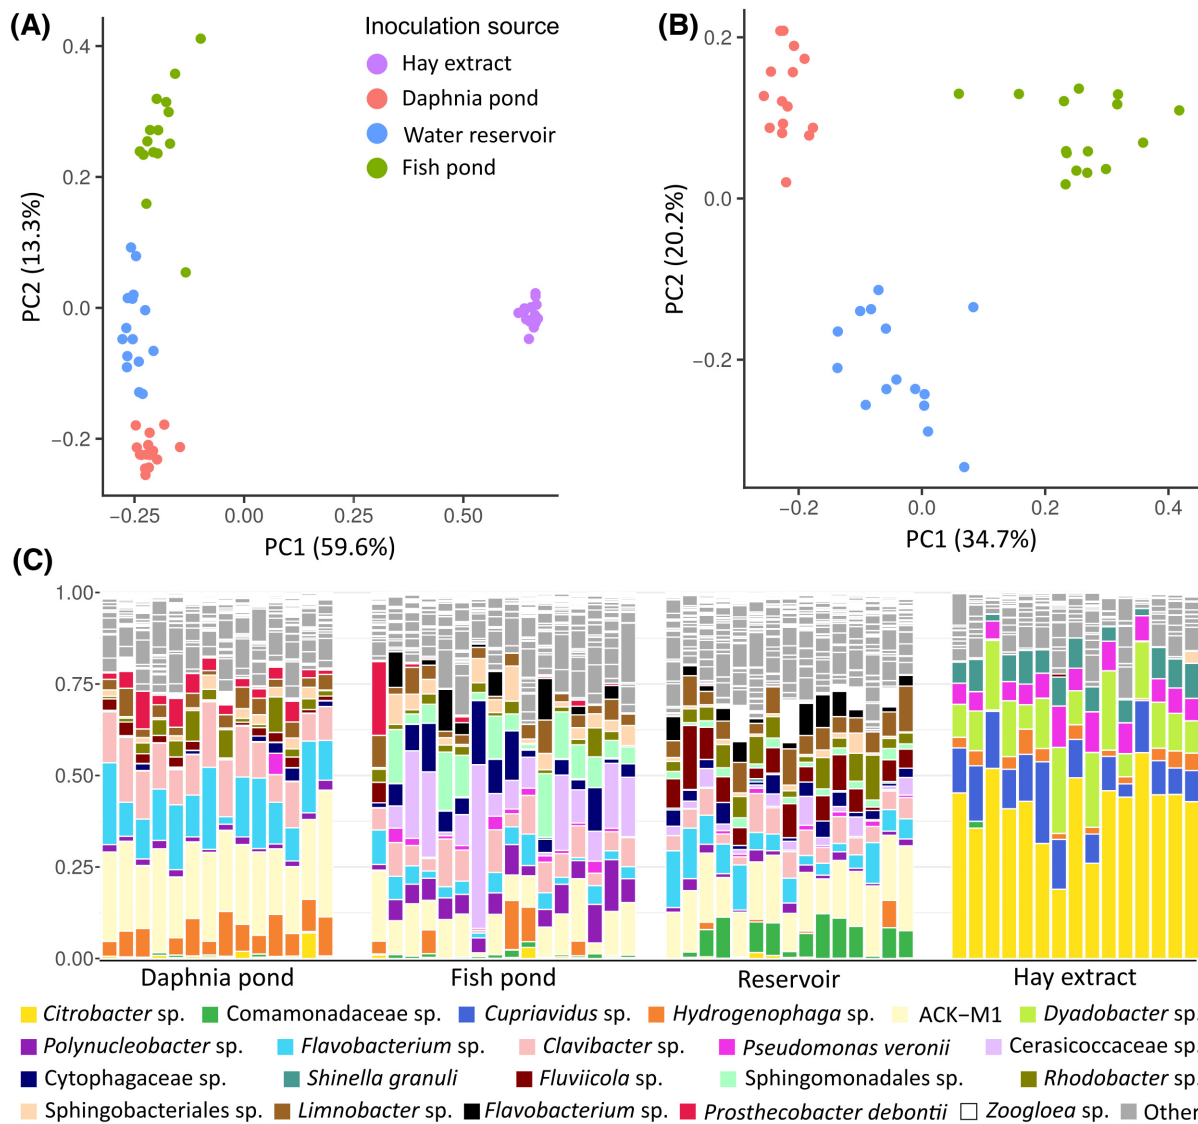 (A)
Inoculation source
Hay extract
Daphnia pond
Water reservoir
Fish pond
0.4
0.2
0.0
−0.2
PC2 (13.3%)
−0.25 0.00 0.25 0.50
PC1 (59.6%)
(B)
0.2
0.0
−0.2
PC2 (20.2%)
−0.2 0.0 0.2 0.4
PC1 (34.7%)
(C)
1.00
0.75
0.50
0.25
0.00
Daphnia pond Fish pond Reservoir Hay extract
Citrobacter sp. Comamonadaceae sp. Cupriavidus sp. Hydrogenophaga sp. ACK−M1 Dyadobacter sp.
Polynucleobacter sp. Flavobacterium sp. Clavibacter sp. Pseudomonas veronii Cerasicoccaceae sp.
Cytophagaceae sp. Shinella granuli Fluviicola sp. Sphingomonadales sp. Rhodobacter sp.
Sphingobacteriales sp. Limnobacter sp. Flavobacterium sp. Prosthecobacter debontii Zoogloea sp. Other